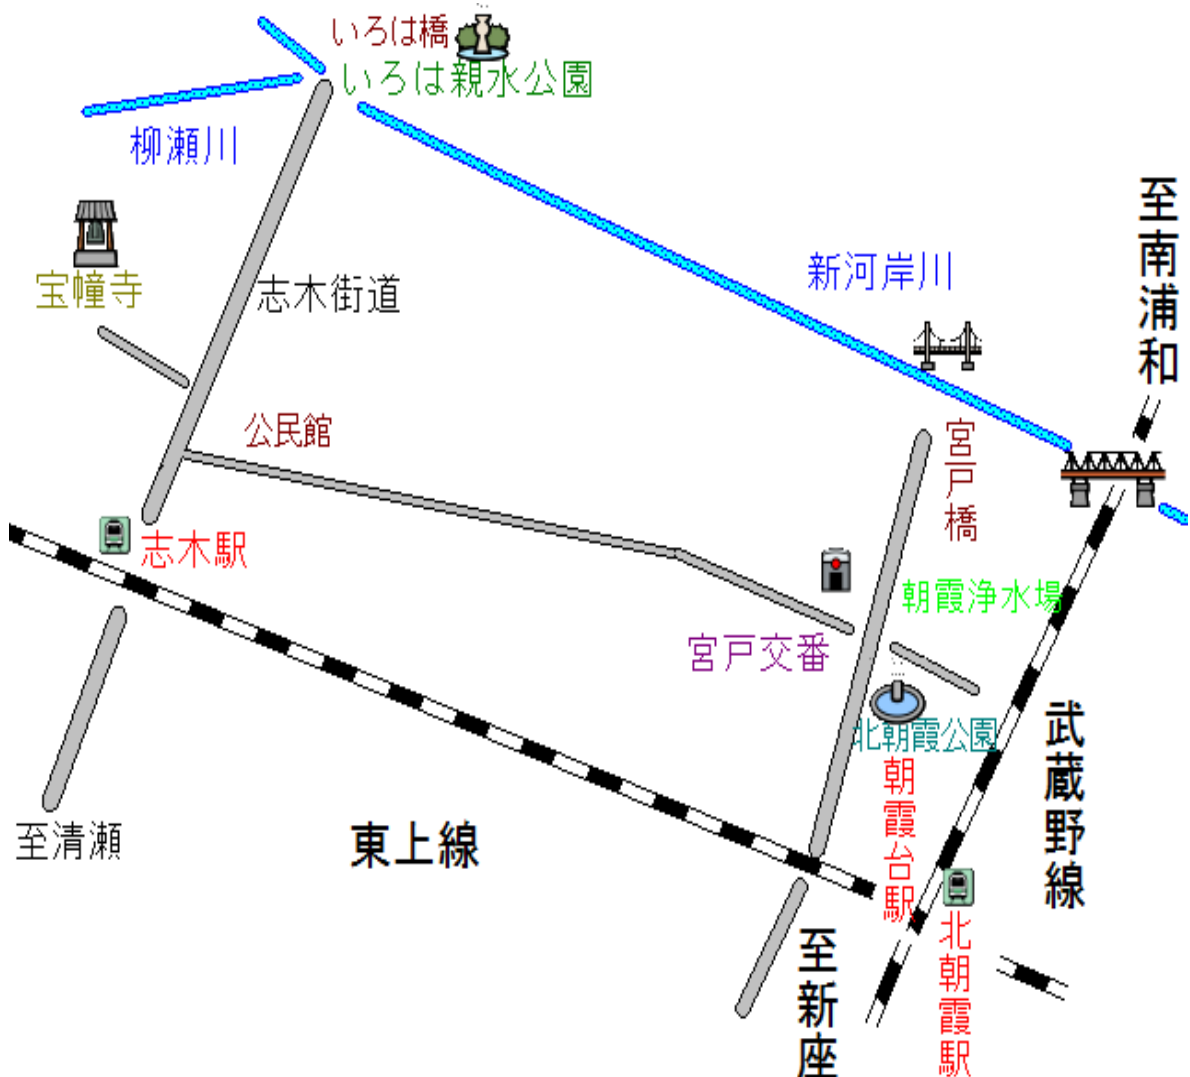 いろは橋
いろは親水公園
柳瀬川
至南浦和
宝幢寺
志木街道
新河岸川
公民館
宮戸橋
志木駅
朝霞浄水場
宮戸交番
北朝霞公園
武蔵野線
朝霞台駅
至清瀬
東上線
北朝霞駅
至新座